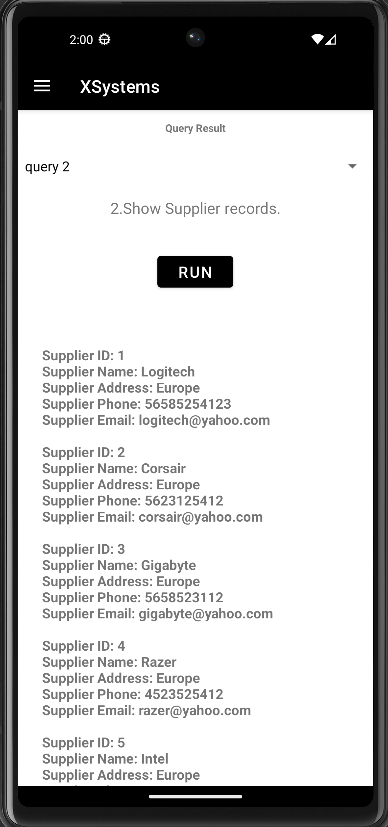 2:00
XSystems
Query Result
query 2
2.Show Supplier records.
RUN
Supplier ID: 1
Supplier Name: Logitech
Supplier Address: Europe
Supplier Phone: 56585254123
Supplier Email: logitech@yahoo.com
Supplier ID: 2
Supplier Name: Corsair
Supplier Address: Europe
Supplier Phone: 5623125412
Supplier Email: corsair@yahoo.com
Supplier ID: 3
Supplier Name: Gigabyte
Supplier Address: Europe
Supplier Phone: 5658523112
Supplier Email: gigabyte@yahoo.com
Supplier ID: 4
Supplier Name: Razer
Supplier Address: Europe
Supplier Phone: 4523525412
Supplier Email: razer@yahoo.com
Supplier ID: 5
Supplier Name: Intel
Supplier Address: Europe